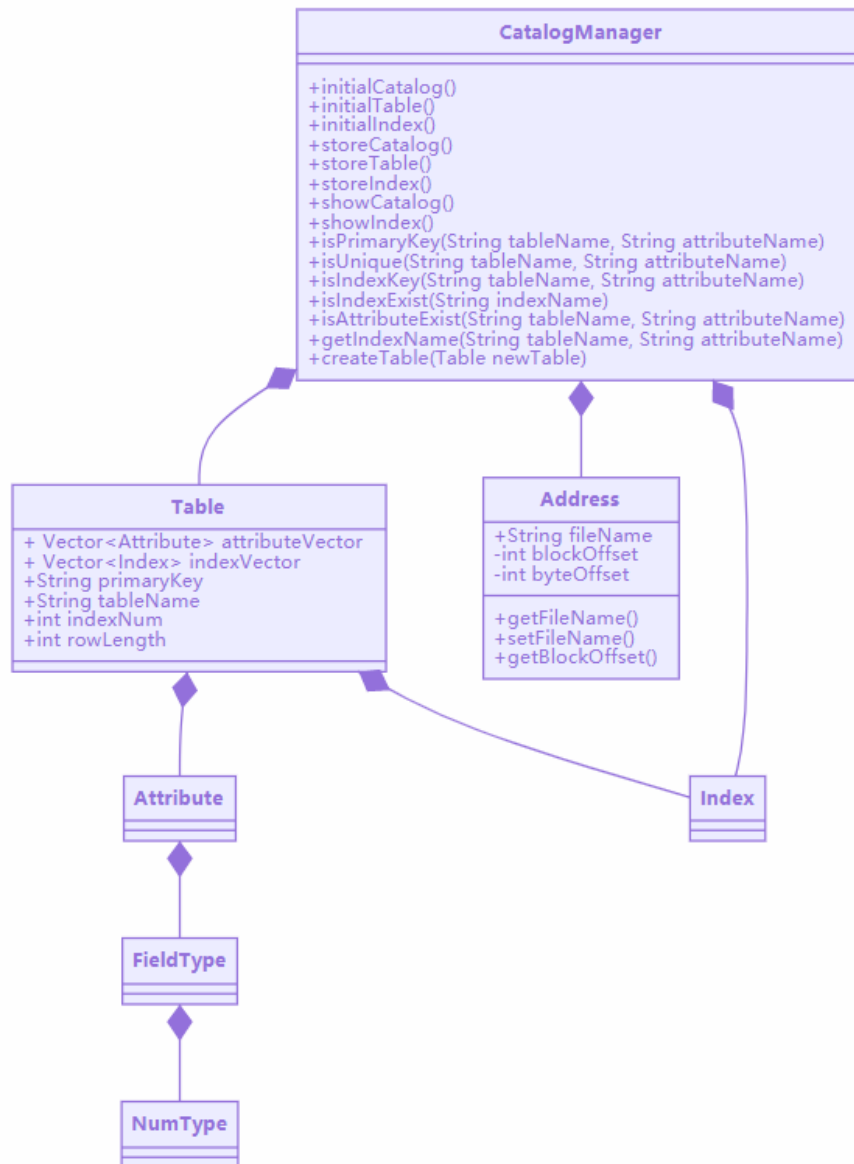 CatalogManager
+initialCatalog()
+initialTable()
+initialIndex()
+storeCatalog()
+storeTable()
+storeIndex()
+showCatalog()
+showIndex()
+isPrimaryKey(String tableName, String attributeName)
+isUnique(String tableName, String attributeName)
+isIndexKey(String tableName, String attributeName)
+isIndexExist(String indexName)
+isAttributeExist(String tableName, String attributeName)
+getIndexName(String tableName, String attributeName)
+createTable(Table newTable)
Table
+ Vector<Attribute> attributeVector
+ Vector<Index> indexVector
+String primaryKey
+String tableName
+int indexNum
+int rowLength
Address
+String fileName
-int blockOffset
-int byteOffset
+getFileName()
+setFileName()
+getBlockOffset()
Attribute
Index
FieldType
NumType